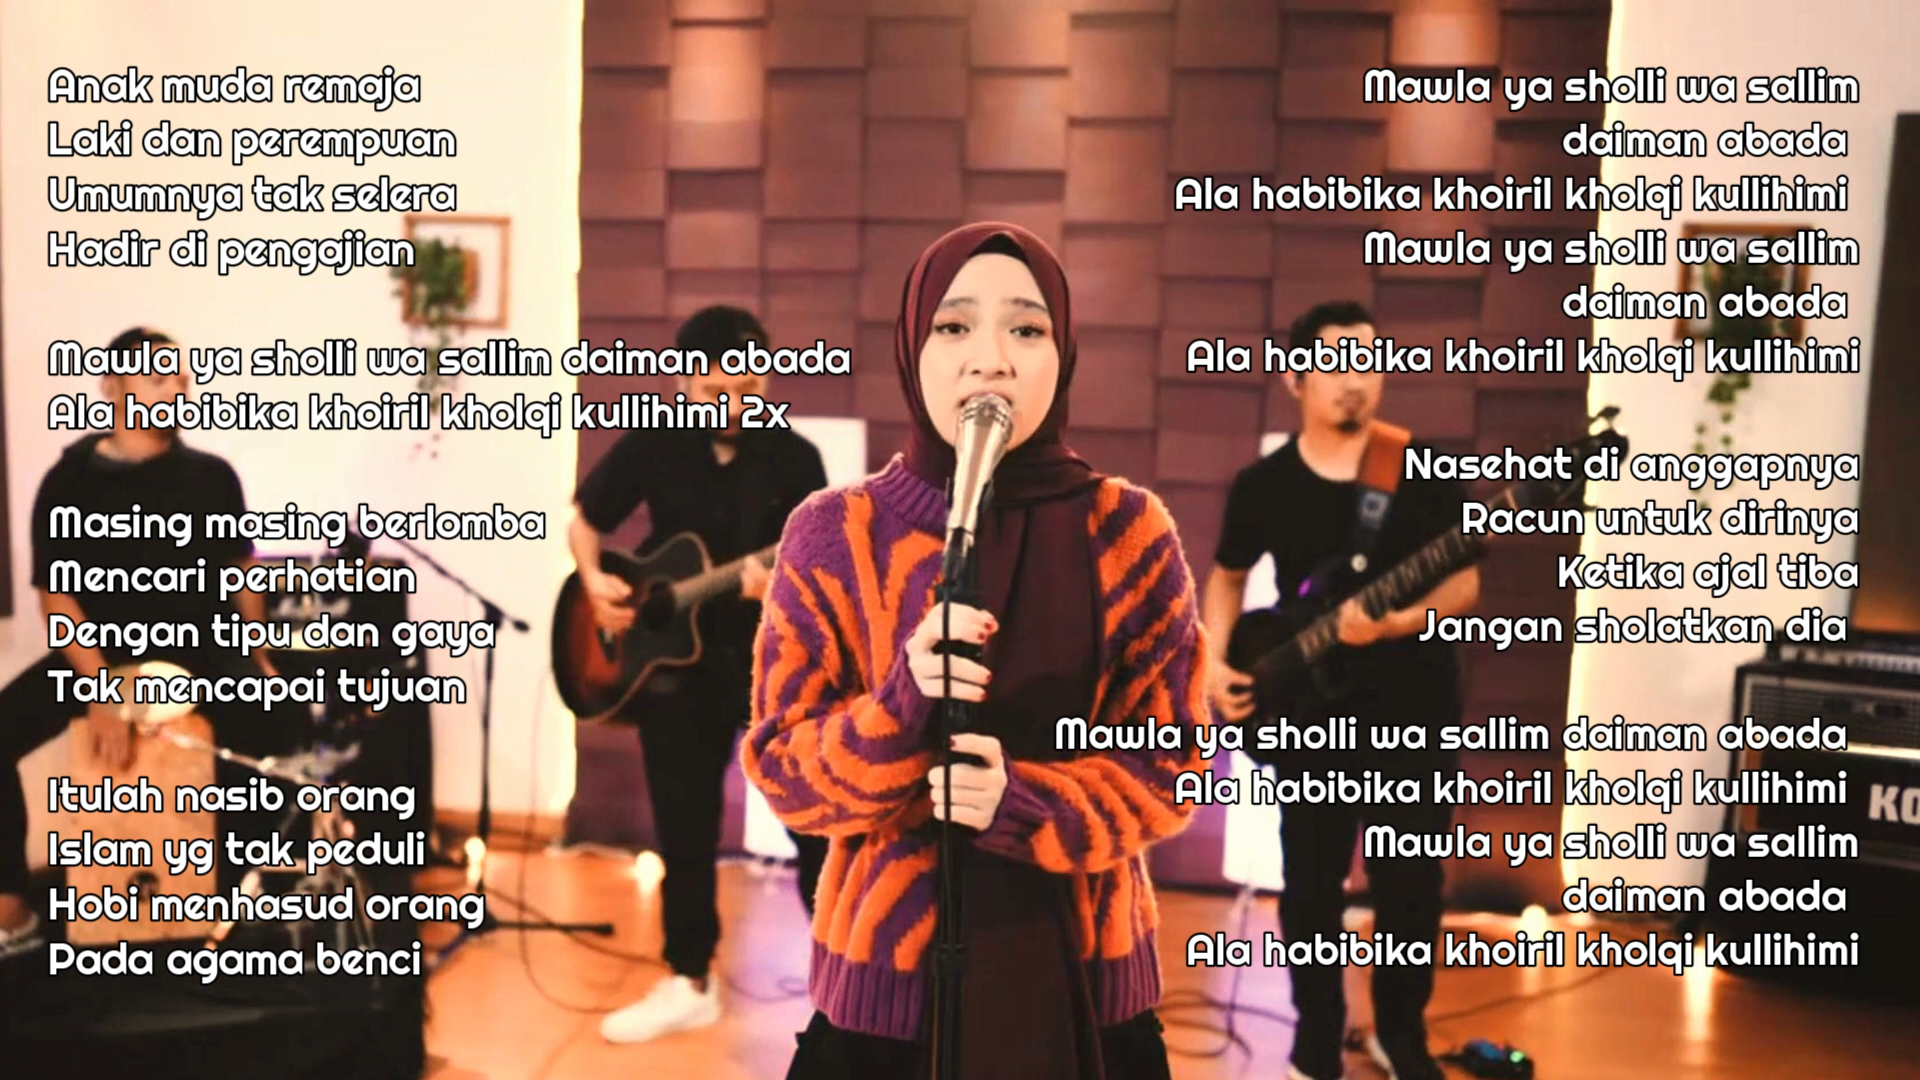 Anak muda remaja
Laki dan perempuan
Umumnya tak selera
Hadir di pengajian
Mawla ya sholli wa sallim daiman abada
Ala habibika khoiril kholqi kullihimi 2x
Masing masing berlomba
Mencari perhatian
Dengan tipu dan gaya
Tak mencapai tujuan
Itulah nasib orang
Islam yg tak peduli
Hobi menhasud orang
Pada agama benci
Mawla ya sholli wa sallim
daiman abada
Ala habibika khoiril kholqi kullihimi
Mawla ya sholli wa sallim
daiman abada
Ala habibika khoiril kholqi kullihimi
Nasehat di anggapnya
Racun untuk dirinya
Ketika ajal tiba
Jangan sholatkan dia
Mawla ya sholli wa sallim daiman abada
Ala habibika khoiril kholqi kullihimi
Mawla ya sholli wa sallim
daiman abada
Ala habibika khoiril kholqi kullihimi
KO